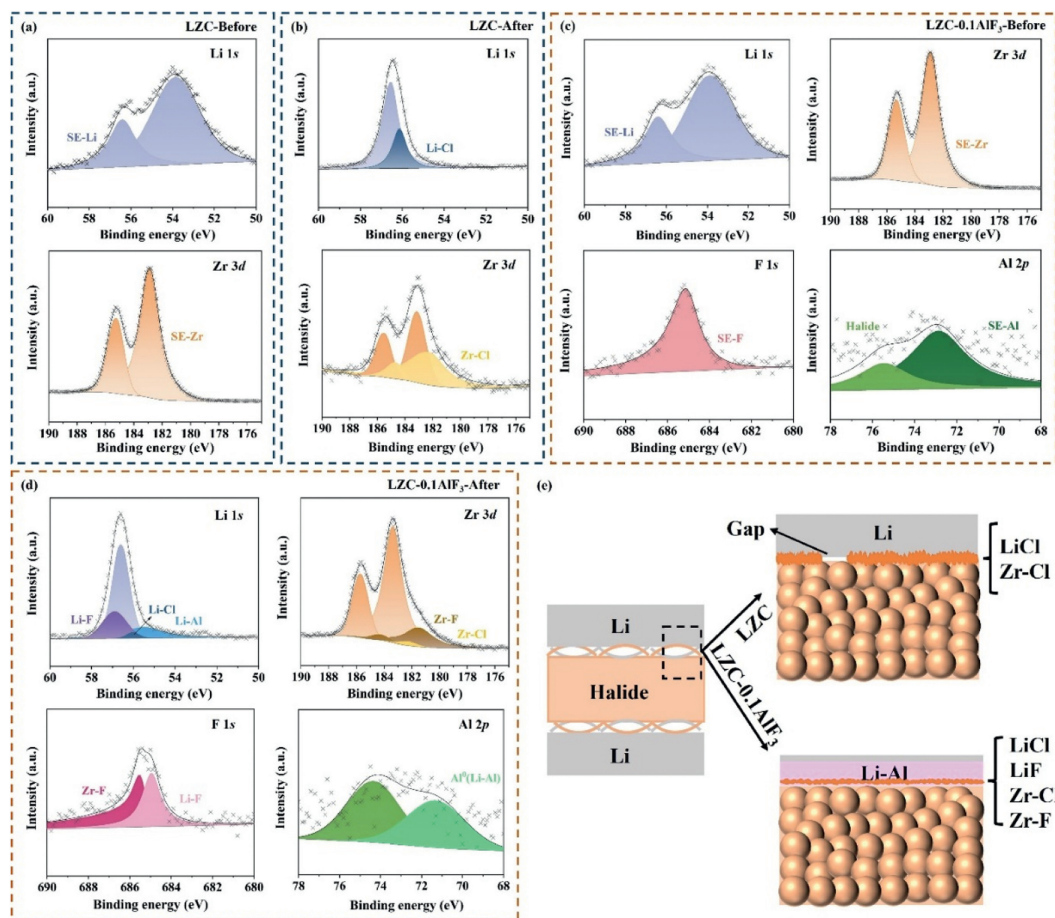 (a)
LZC-Before
Li 1s
SE-Li
Intensity (a.u.)
60 58 56 54 52 50
Binding energy (eV)
Zr 3d
SE-Zr
Intensity (a.u.)
190 188 186 184 182 180 178 176
Binding energy (eV)
(b)
LZC-After
Li 1s
Li-Cl
Intensity (a.u.)
60 58 56 54 52 50
Binding energy (eV)
Zr 3d
Zr-Cl
Intensity (a.u.)
190 188 186 184 182 180 178 176
Binding energy (eV)
(c)
LZC-0.1AlF₃-Before
Li 1s
SE-Li
Intensity (a.u.)
60 58 56 54 52 50
Binding energy (eV)
Zr 3d
SE-Zr
Intensity (a.u.)
190 188 186 184 182 180 178 176
Binding energy (eV)
F 1s
SE-F
Intensity (a.u.)
690 688 686 684 682 680
Binding energy (eV)
Al 2p
Halide
SE-Al
Intensity (a.u.)
78 76 74 72 70 68
Binding energy (eV)
(d)
LZC-0.1AlF₃-After
Li 1s
Li-F
Li-Cl
Li-Al
Intensity (a.u.)
60 58 56 54 52 50
Binding energy (eV)
Zr 3d
Zr-F
Zr-Cl
Intensity (a.u.)
190 188 186 184 182 180 178 176
Binding energy (eV)
F 1s
Zr-F
Li-F
Intensity (a.u.)
690 688 686 684 682 680
Binding energy (eV)
Al 2p
Al⁰(Li-Al)
Intensity (a.u.)
78 76 74 72 70 68
Binding energy (eV)
(e)
Li
Halide
Li
LZC
LZC-0.1AlF₃
Gap
Li
LiCl
Zr-Cl
Li-Al
LiCl
LiF
Zr-C
Zr-F